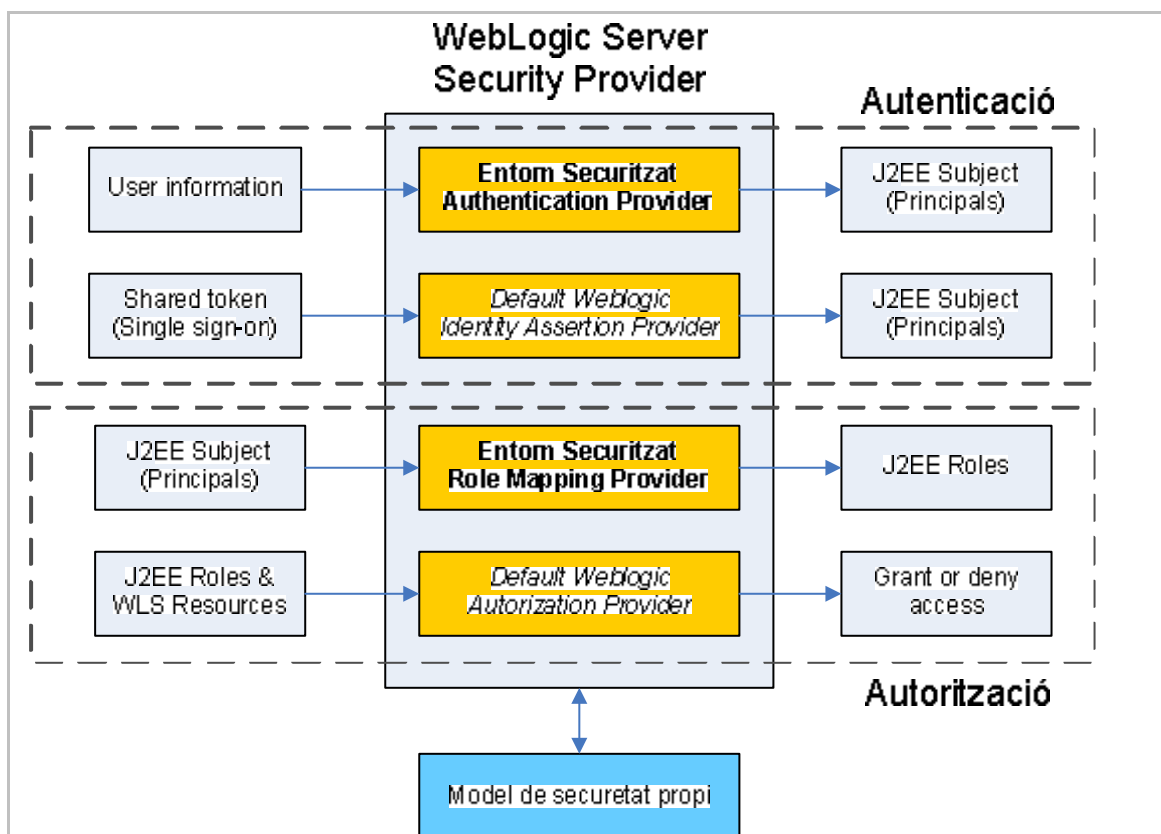 WebLogic Server
Security Provider
Autenticació
User information
Entorn Securitzat
Authentication Provider
J2EE Subject
(Principals)
Shared token
(Single sign-on)
Default Weblogic
Identity Assertion Provider
J2EE Subject
(Principals)
J2EE Subject
(Principals)
Entorn Securitzat
Role Mapping Provider
J2EE Roles
J2EE Roles &
WLS Resources
Default Weblogic
Autorization Provider
Grant or deny
access
Autorització
Model de securetat propi